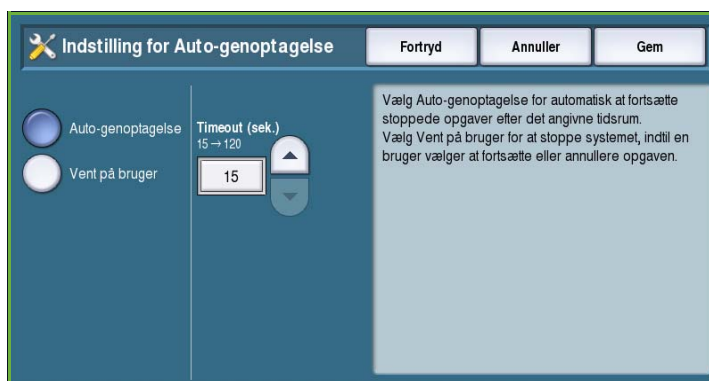 Indstilling for Auto-genoptagelse
Fortryd
Annuller
Gem
Auto-genoptagelse
Vent på bruger
Timeout (sek.)
15→120
15
Vælg Auto-genoptagelse for automatisk at fortsætte
stoppede opgaver efter det angivne tidsrum.
Vælg Vent på bruger for at stoppe systemet, indtil en
bruger vælger at fortsætte eller annullere opgaven.